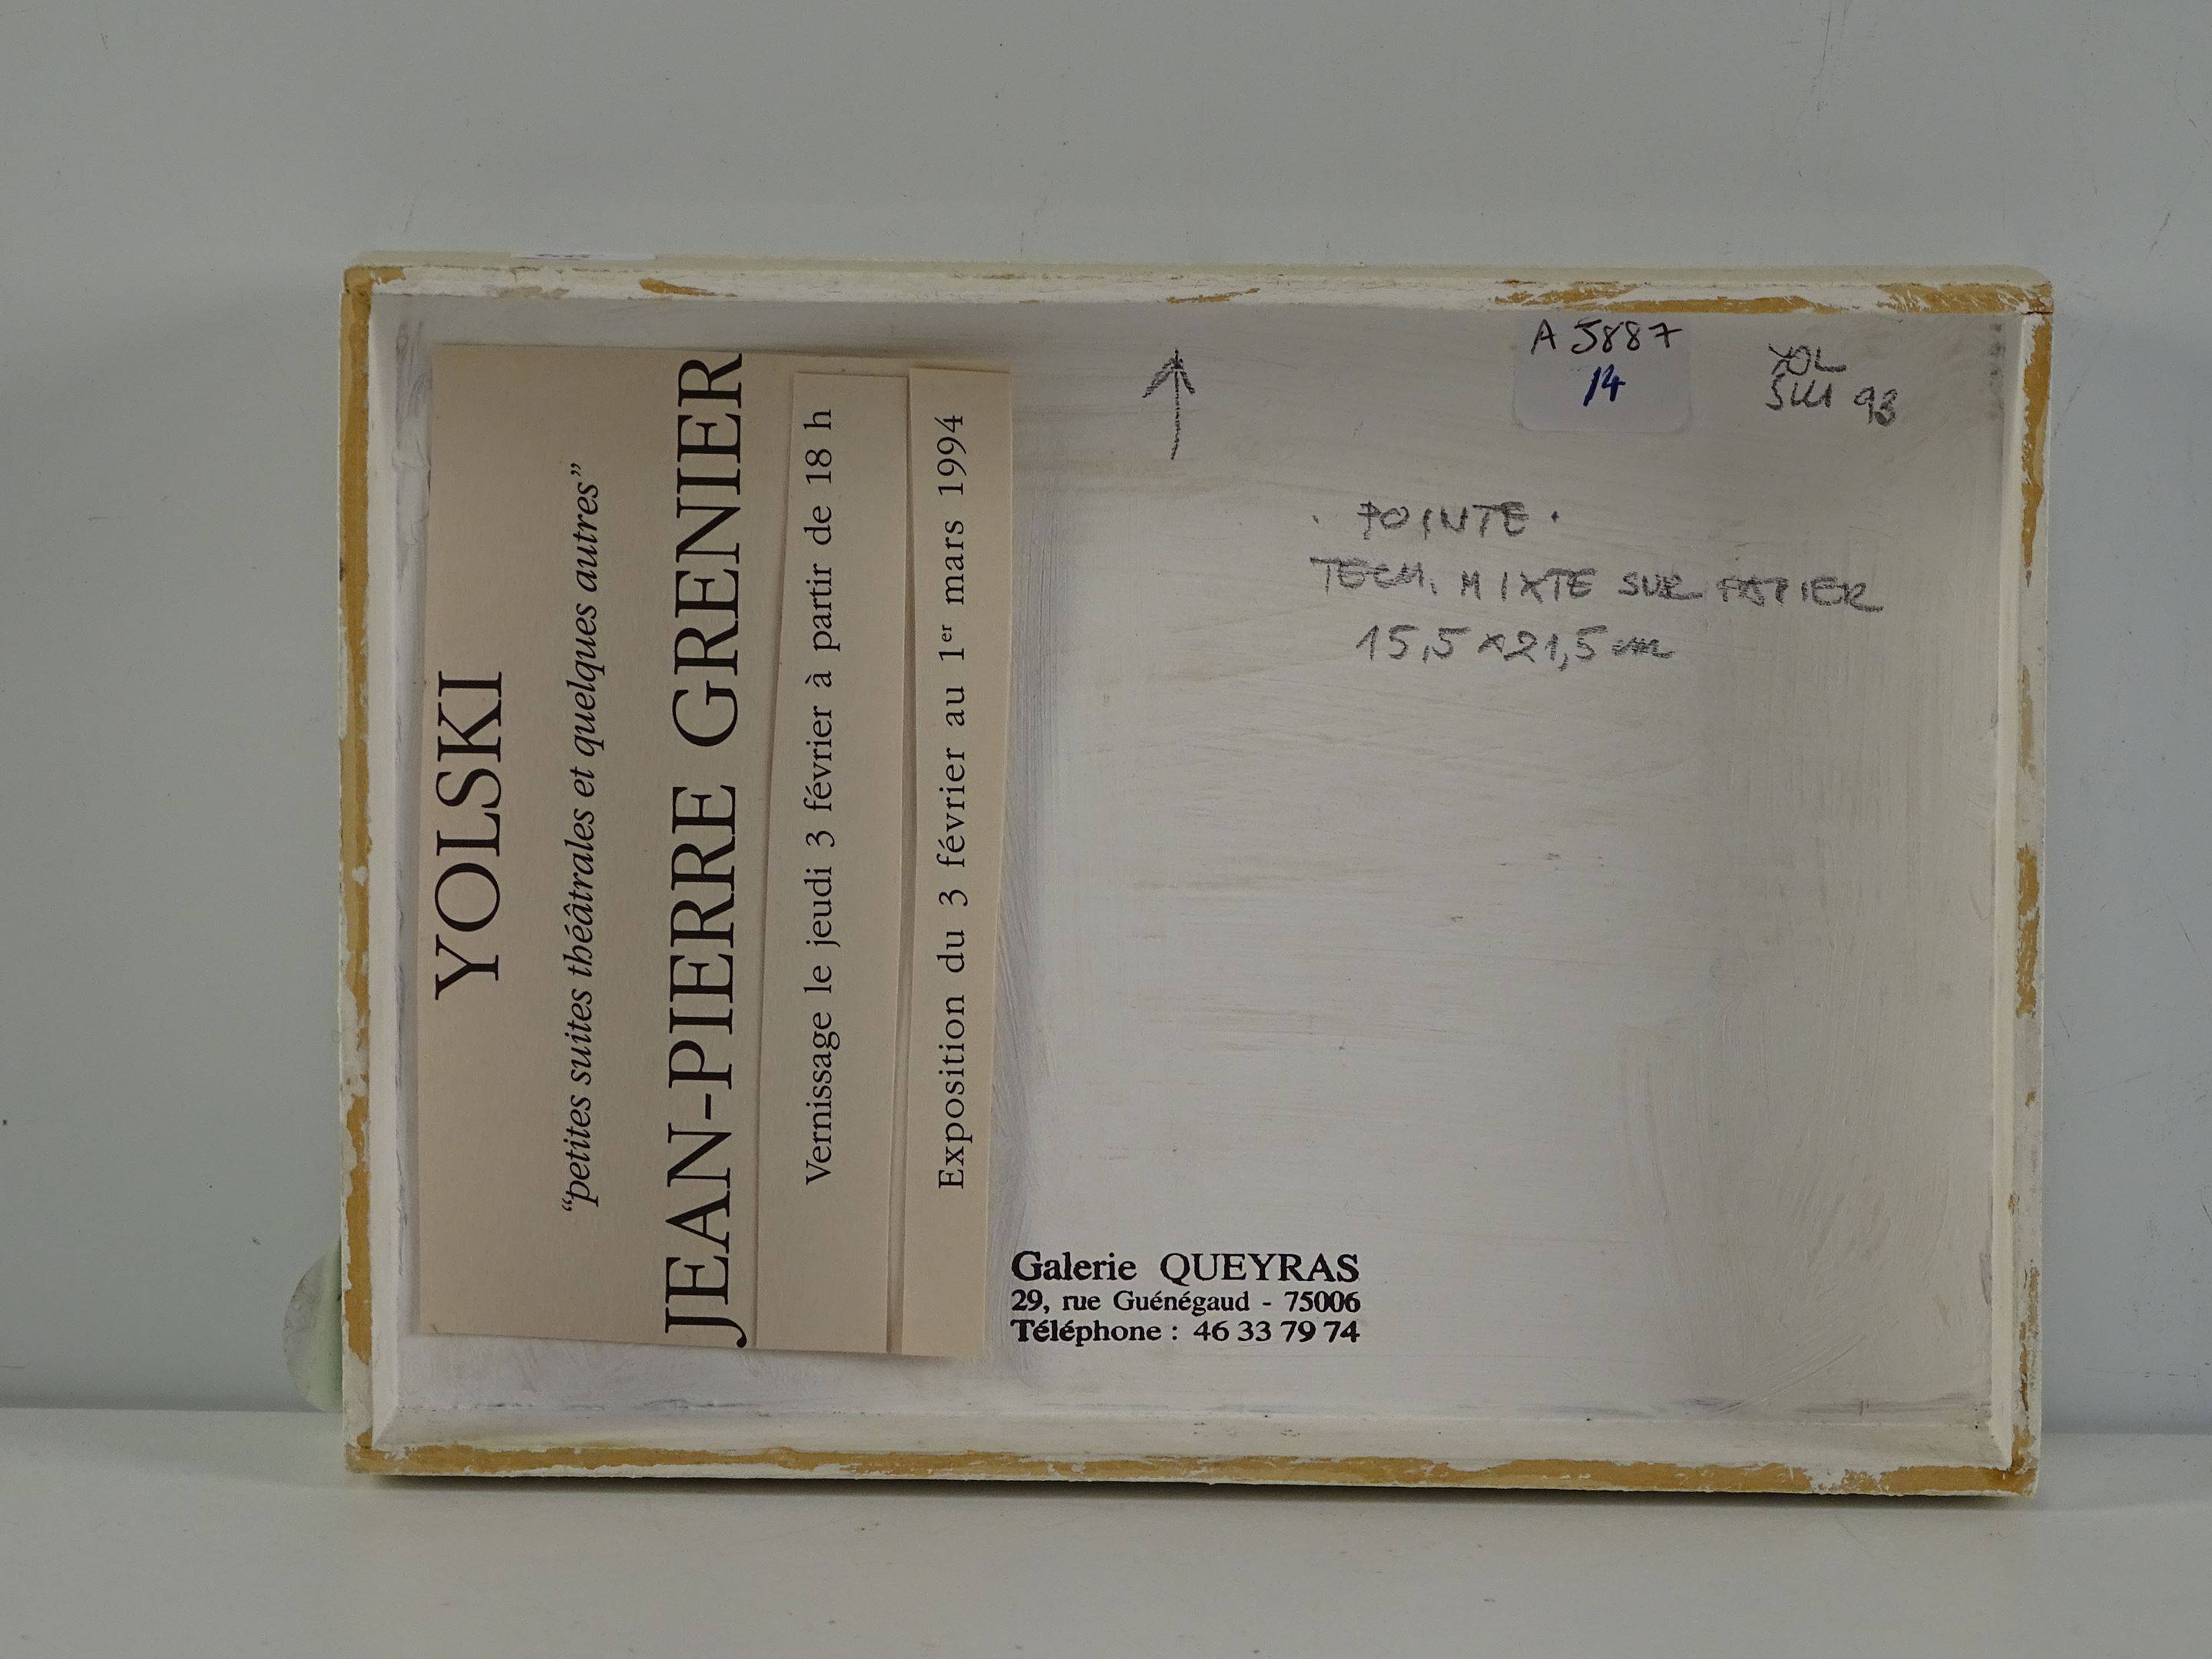 YOLSKI
“petites suites théâtrales et quelques autres”
JEAN-PIERRE GRENIER
Vernissage le jeudi 3 février à partir de 18 h
Exposition du 3 février au 1er mars 1994
A 5887
14
YOL
SKI 93
· POINTE ·
TECH. MIXTE SUR PAPIER
15,5 x 21,5 cm
Galerie QUEYRAS
29, rue Guénégaud - 75006
Téléphone : 46 33 79 74